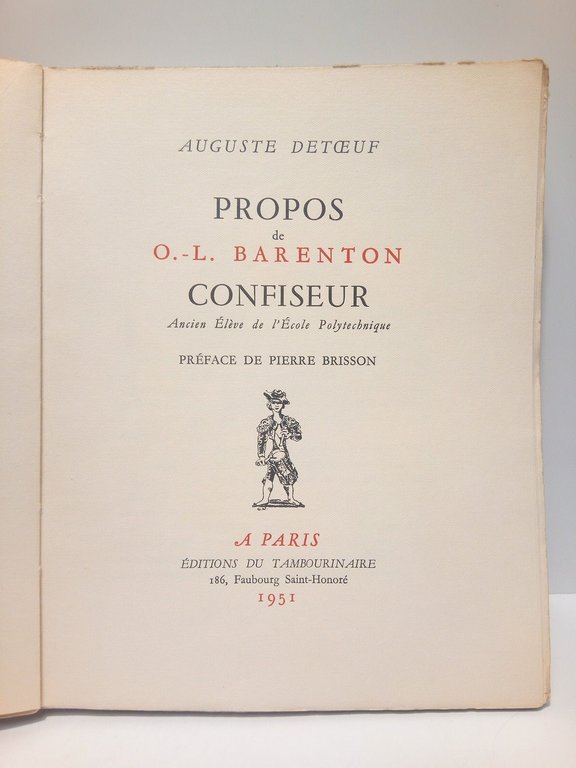 AUGUSTE DETŒUF
PROPOS
de
O.-L. BARENTON
CONFISEUR
Ancien Élève de l'École Polytechnique
PRÉFACE DE PIERRE BRISSON
A PARIS
ÉDITIONS DU TAMBOURINAIRE
186, Faubourg Saint-Honoré
1951